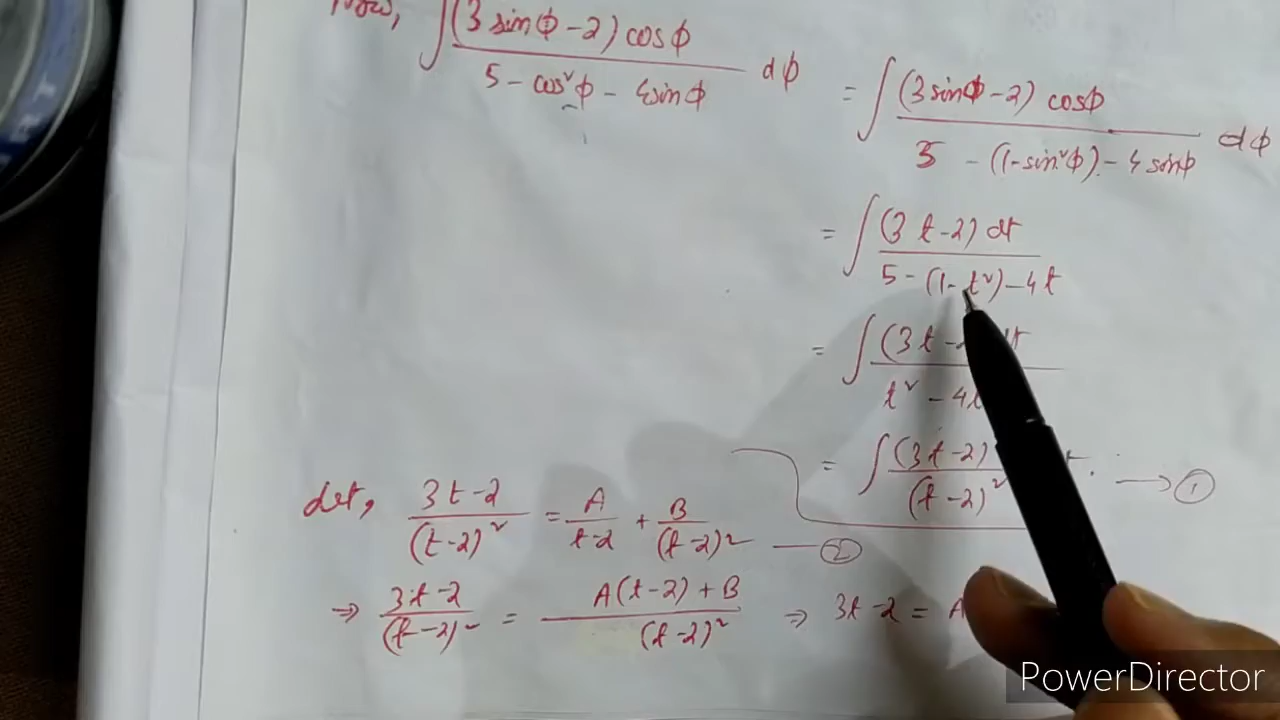 Now, ∫ (3 sinφ - 2) cosφ / 5 - cos²φ - 4sinφ dφ = ∫ (3 sinφ - 2) cosφ / 5 - (1 - sin²φ) - 4 sinφ dφ
= ∫ (3t - 2) dt / 5 - (1 - t²) - 4t
= ∫ (3t - dt / t² - 4t
= ∫ (3t - 2) / (t - 2)² t. → ①
Let, 3t - 2 / (t - 2)² = A / t - 2 + B / (t - 2)² — ②
⇒ 3t - 2 / (t - 2)² = A(t - 2) + B / (t - 2)² ⇒ 3t - 2 = A
PowerDirector